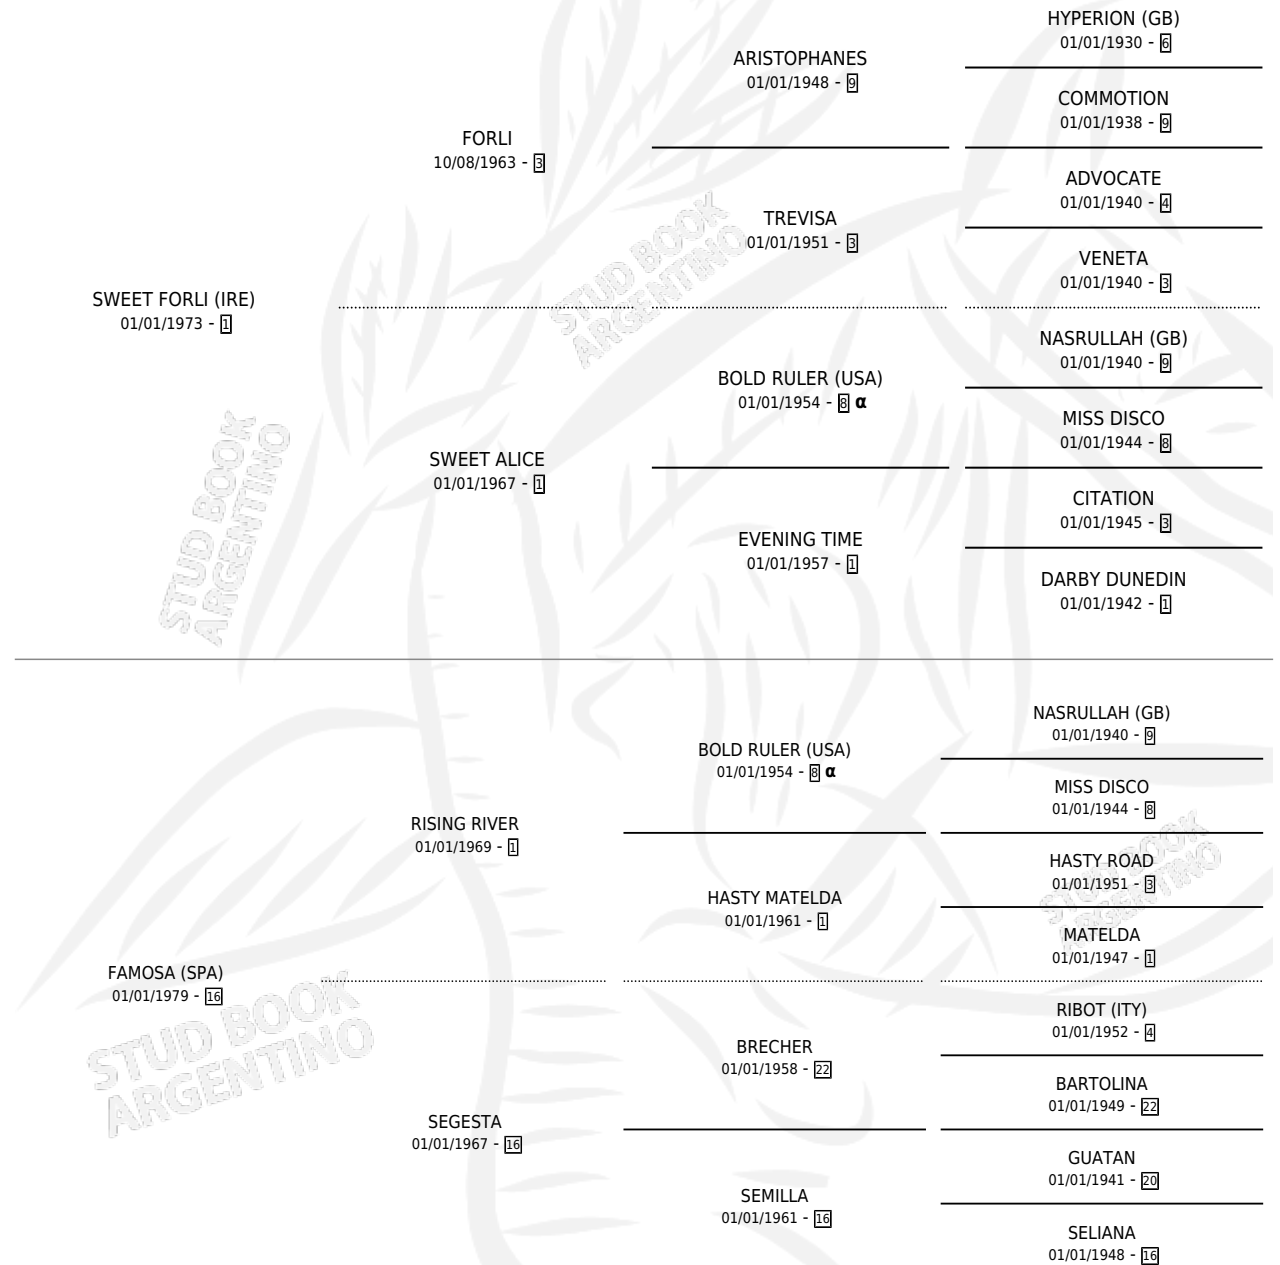 HYPERION (GB)
01/01/1930 - 6
ARISTOPHANES
01/01/1948 - 9
COMMOTION
01/01/1938 - 9
FORLI
10/08/1963 - 3
ADVOCATE
01/01/1940 - 4
TREVISA
01/01/1951 - 3
VENETA
01/01/1940 - 3
SWEET FORLI (IRE)
01/01/1973 - 1
NASRULLAH (GB)
01/01/1940 - 9
BOLD RULER (USA)
01/01/1954 - 8 α
MISS DISCO
01/01/1944 - 8
SWEET ALICE
01/01/1967 - 1
CITATION
01/01/1945 - 3
EVENING TIME
01/01/1957 - 1
DARBY DUNEDIN
01/01/1942 - 1
NASRULLAH (GB)
01/01/1940 - 9
BOLD RULER (USA)
01/01/1954 - 8 α
MISS DISCO
01/01/1944 - 8
RISING RIVER
01/01/1969 - 1
HASTY ROAD
01/01/1951 - 3
HASTY MATELDA
01/01/1961 - 1
MATELDA
01/01/1947 - 1
FAMOSA (SPA)
01/01/1979 - 16
RIBOT (ITY)
01/01/1952 - 4
BRECHER
01/01/1958 - 22
BARTOLINA
01/01/1949 - 22
SEGESTA
01/01/1967 - 16
GUATAN
01/01/1941 - 20
SEMILLA
01/01/1961 - 16
SELIANA
01/01/1948 - 16
STUD BOOK
ARGENTINO
STUD BOOK
ARGENTINO
STUD BOOK
ARGENTINO
STUD BOOK
ARGENTINO